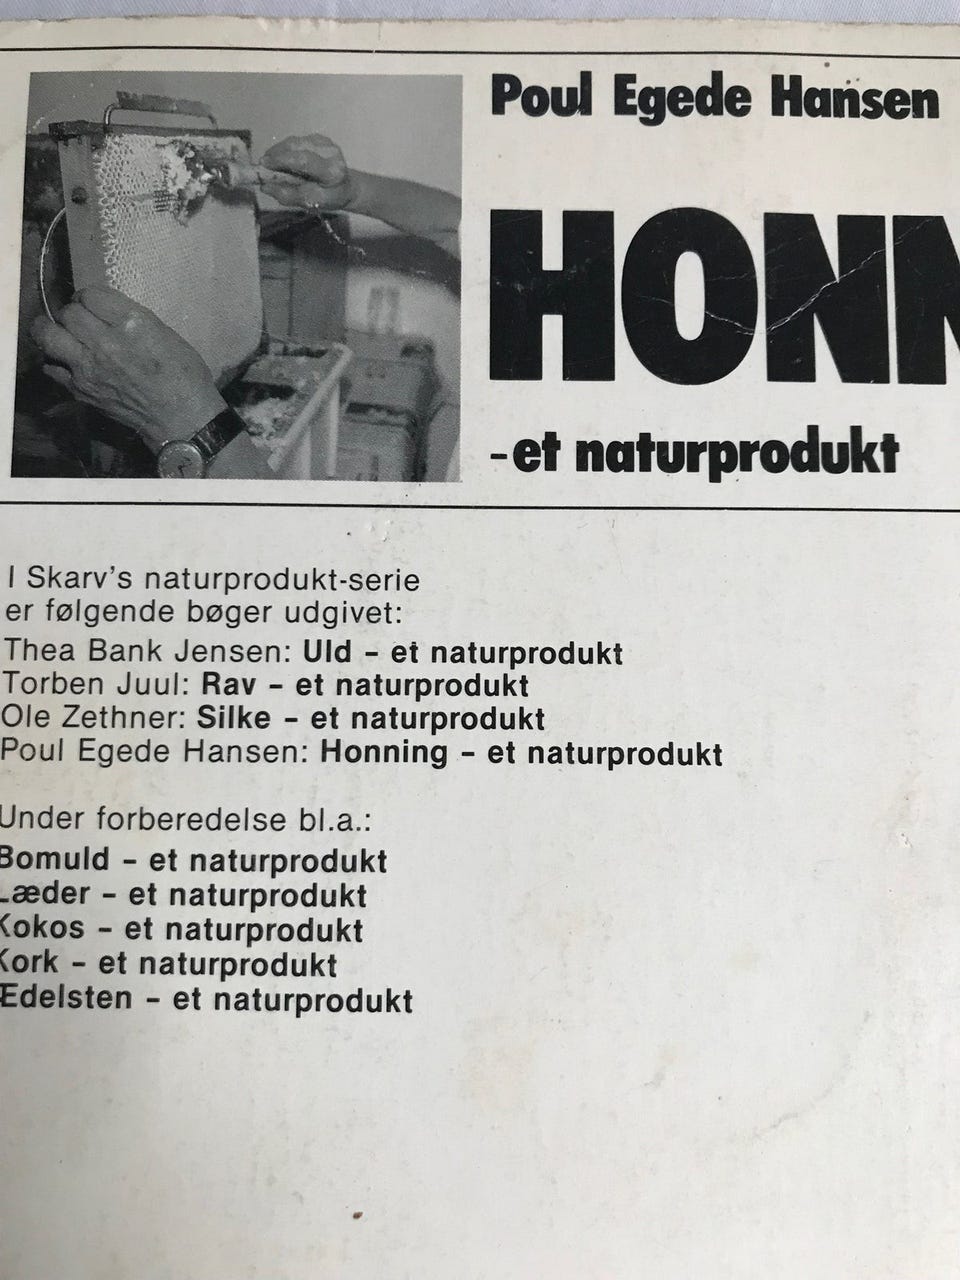 Poul Egede Hansen
HONN
-et naturprodukt
I Skarv's naturprodukt-serie
er følgende bøger udgivet:
Thea Bank Jensen: Uld – et naturprodukt
Torben Juul: Rav – et naturprodukt
Ole Zethner: Silke – et naturprodukt
Poul Egede Hansen: Honning – et naturprodukt
Under forberedelse bl.a.:
Bomuld – et naturprodukt
Læder – et naturprodukt
Kokos – et naturprodukt
Kork – et naturprodukt
Ædelsten – et naturprodukt